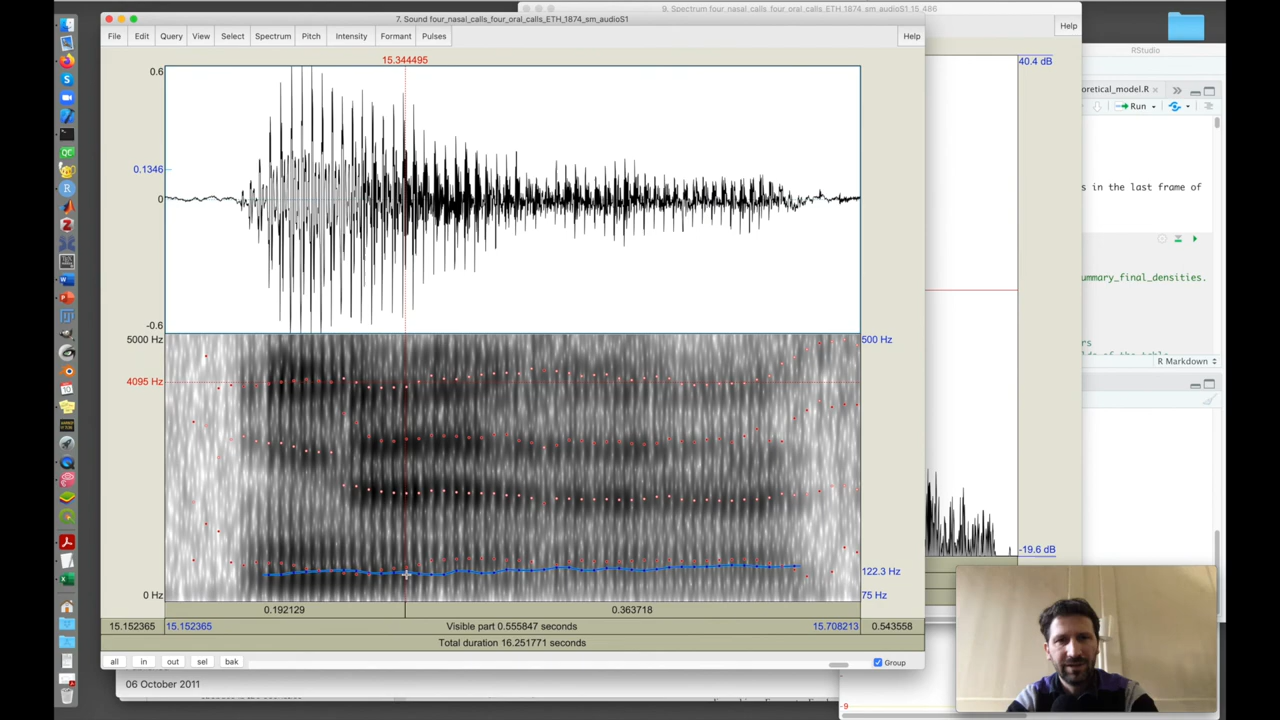 9. Spectrum four_nasal_calls_four_oral_calls_ETH_1874_sm_audioS1_15_486
7. Sound four_nasal_calls_four_oral_calls_ETH_1874_sm_audioS1
File Edit Query View Select Spectrum Pitch Intensity Formant Pulses Help
Help
RStudio
15.344495
0.6
0.1346
0
-0.6
40.4 dB
oretical_model.R
Run
s in the last frame of
ummary_final_densities.
5000 Hz
500 Hz
4095 Hz
R Markdown
-19.6 dB
122.3 Hz
0 Hz
75 Hz
0.192129 0.363718
15.152365 15.152365 Visible part 0.555847 seconds 15.708213 0.543558
Total duration 16.251771 seconds
all in out sel bak Group
06 October 2011
-9